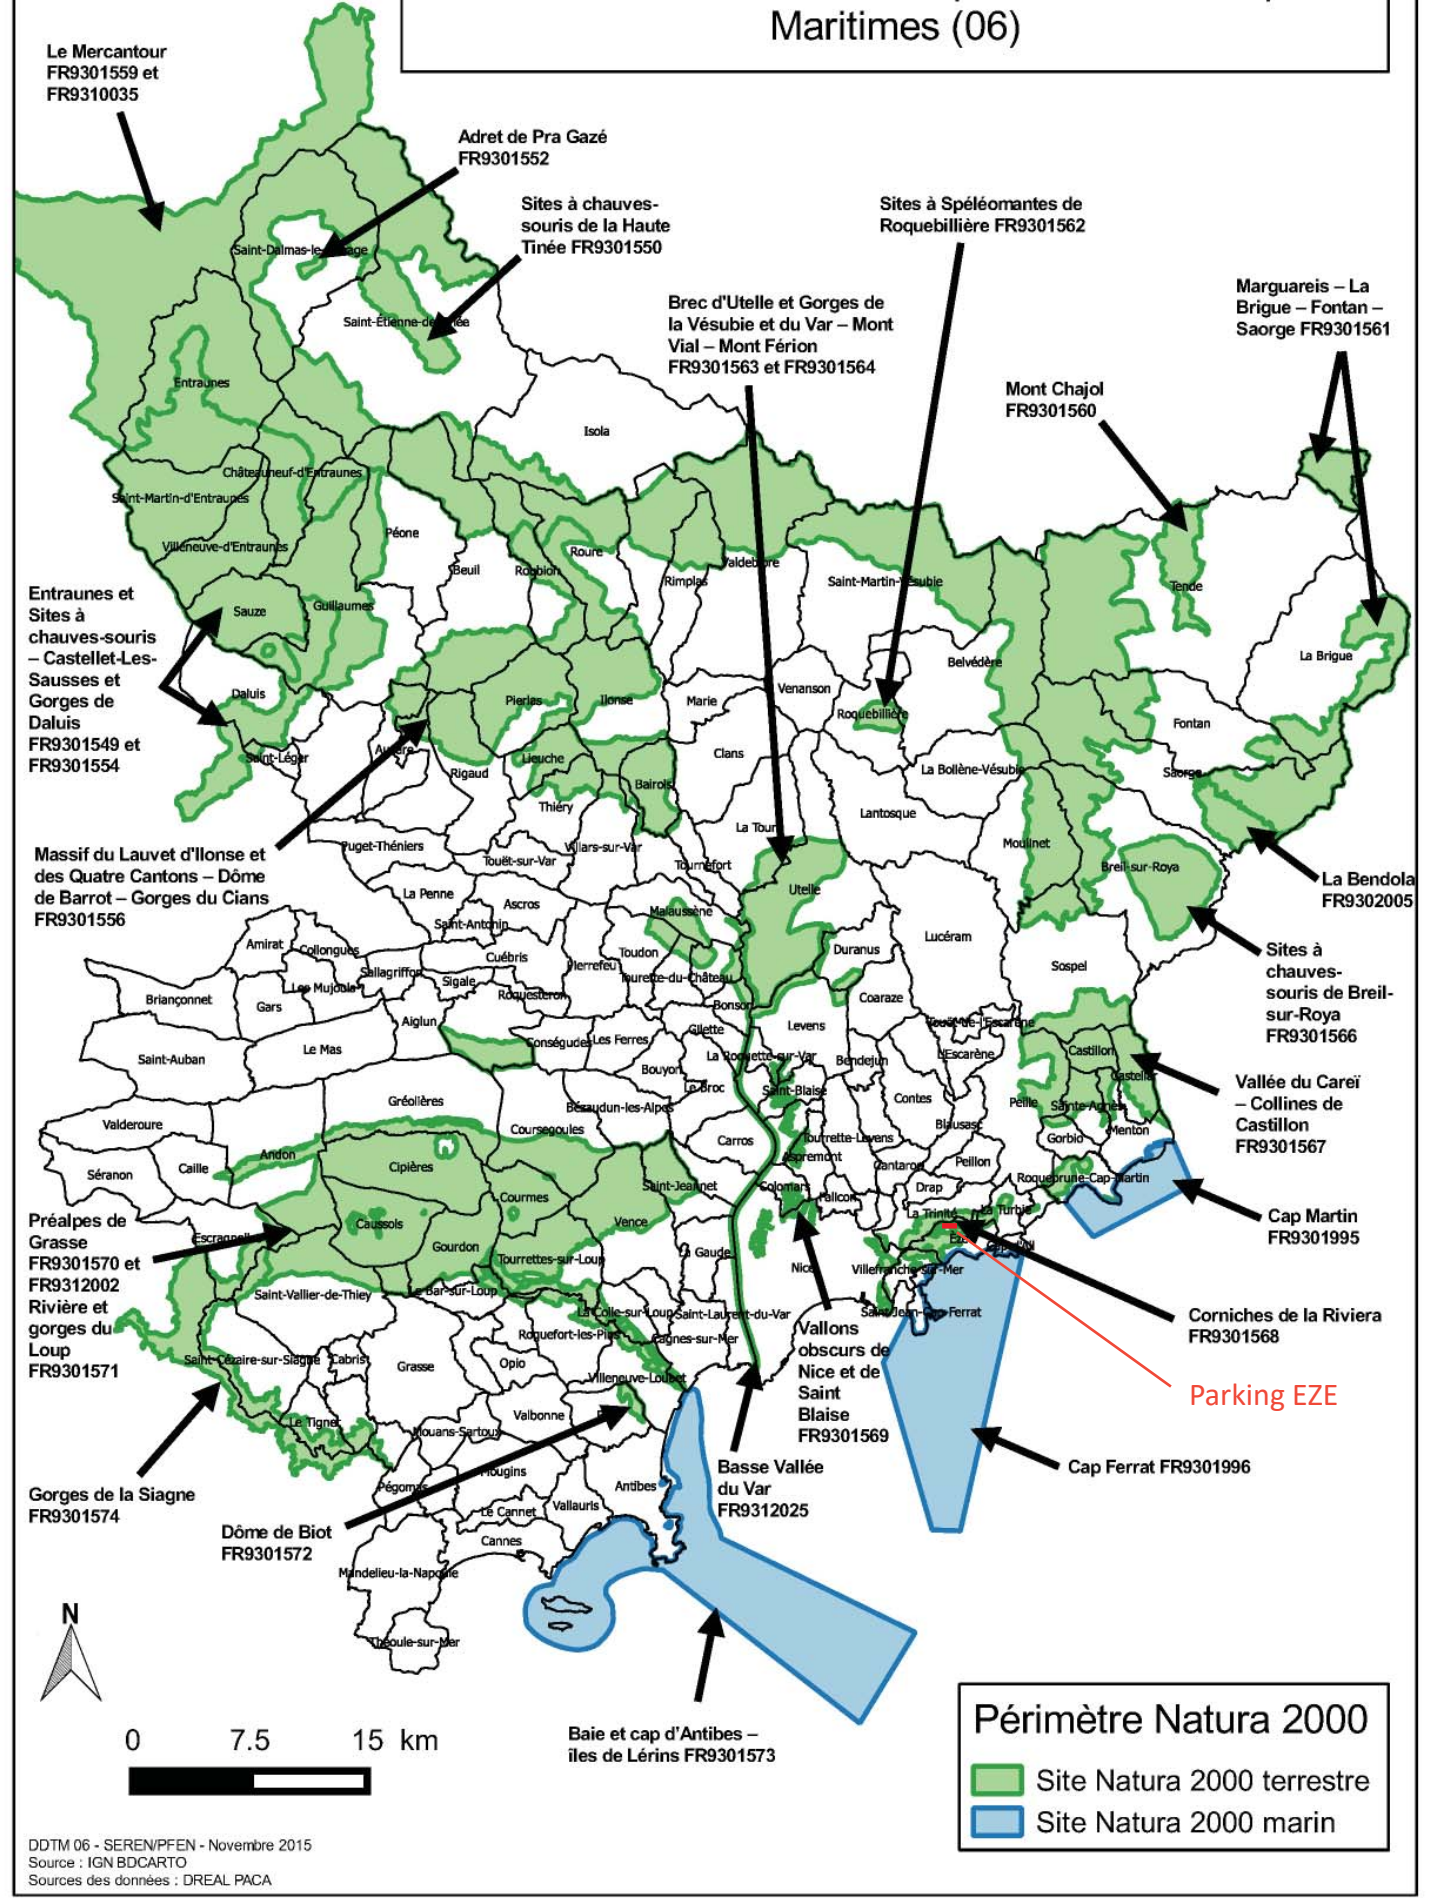 Maritimes (06)
Le Mercantour
FR9301559 et
FR9310035
Adret de Pra Gazé
FR9301552
Sites à chauves-
souris de la Haute
Tinée FR9301550
Sites à Spéléomantes de
Roquebillière FR9301562
Brec d'Utelle et Gorges de
la Vésubie et du Var – Mont
Vial – Mont Férion
FR9301563 et FR9301564
Marguareis – La
Brigue – Fontan –
Saorge FR9301561
Mont Chajol
FR9301560
Saint-Dalmas-le-
Entraunes
Isola
Châteauneuf-d'Entraunes
Saint-Martin-d'Entraunes
Villeneuve-d'Entraunes
Péone
Beuil
Roubion
Roure
Rimplas
Valdeblore
Saint-Martin-Vésubie
Tende
Entraunes et
Sites à
chauves-souris
– Castellet-Les-
Sausses et
Gorges de
Daluis
FR9301549 et
FR9301554
Sauze
Guillaumes
Daluis
Saint-Léger
Pierlas
Ilonse
Marie
Venanson
Roquebillière
Belvédère
La Brigue
Fontan
Saorge
Rigaud
Lieuche
Bairols
Clans
La Bollène-Vésubie
Thiéry
Lantosque
La Tour
Moulinet
Breil-sur-Roya
Massif du Lauvet d'Ilonse et
des Quatre Cantons – Dôme
de Barrot – Gorges du Cians
FR9301556
Puget-Théniers
Touët-sur-Var
Villars-sur-Var
Tournefort
Utelle
La Bendola
FR9302005
La Penne
Ascros
Saint-Antonin
Malaussène
Amirat
Collongues
Cuébris
Toudon
Duranus
Lucéram
Sospel
Sites à
chauves-
souris de Breil-
sur-Roya
FR9301566
Sallagriffon
Sigale
Pierrefeu
Tourette-du-Château
Briançonnet
Gars
Les Mujouls
Roquesteron
Bonson
Coaraze
Aiglun
Gilette
Levens
Touët-de-l'Escarène
Saint-Auban
Le Mas
Conségudes
Les Ferres
La Roquette-sur-Var
Bendejun
L'Escarène
Castillon
Castellar
Bouyon
Le Broc
Saint-Blaise
Vallée du Careï
– Collines de
Castillon
FR9301567
Gréolières
Bézaudun-les-Alpes
Contes
Peille
Sainte-Agnès
Valderoure
Coursegoules
Carros
Tourrette-Levens
Blausasc
Gorbio
Menton
Séranon
Caille
Andon
Cipières
Aspremont
Cantaron
Peillon
Saint-Jeannet
Colomars
Falicon
Drap
Roquebrune-Cap-Martin
Courmes
Caussols
Vence
La Trinité
La Turbie
Cap Martin
FR9301995
Préalpes de
Grasse
FR9301570 et
FR9312002
Rivière et
gorges du
Loup
FR9301571
Gourdon
Tourrettes-sur-Loup
La Gaude
Nice
Villefranche-sur-Mer
Saint-Vallier-de-Thiey
Le Bar-sur-Loup
La Colle-sur-Loup
Saint-Laurent-du-Var
Saint-Jean-Cap-Ferrat
Corniches de la Riviera
FR9301568
Roquefort-les-Pins
Cagnes-sur-Mer
Vallons
obscurs de
Nice et de
Saint
Blaise
FR9301569
Saint-Cézaire-sur-Siagne
Cabris
Grasse
Opio
Villeneuve-Loubet
Parking EZE
Le Tignet
Valbonne
Mouans-Sartoux
Gorges de la Siagne
FR9301574
Mougins
Pégomas
Antibes
Basse Vallée
du Var
FR9312025
Cap Ferrat FR9301996
Le Cannet
Vallauris
Dôme de Biot
FR9301572
Cannes
Mandelieu-la-Napoule
Théoule-sur-Mer
N
Baie et cap d'Antibes –
îles de Lérins FR9301573
0 7.5 15 km
Périmètre Natura 2000
Site Natura 2000 terrestre
Site Natura 2000 marin
DDTM 06 - SEREN/PFEN - Novembre 2015
Source : IGN BDCARTO
Sources des données : DREAL PACA